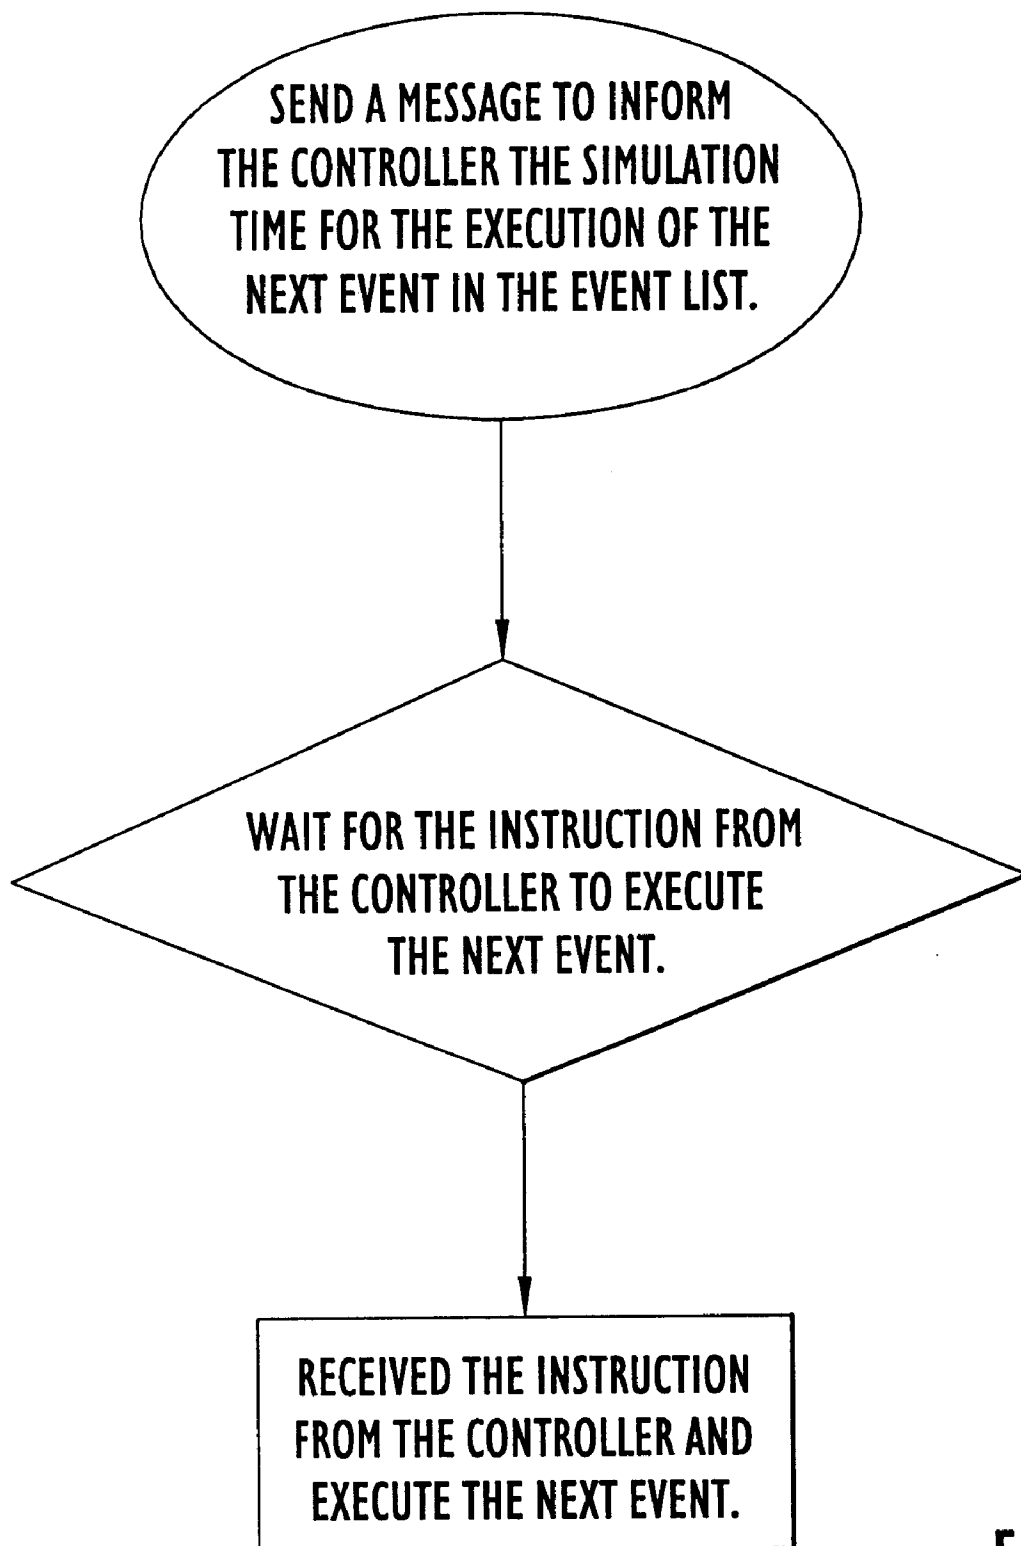 SEND A MESSAGE TO INFORM
THE CONTROLLER THE SIMULATION
TIME FOR THE EXECUTION OF THE
NEXT EVENT IN THE EVENT LIST.
WAIT FOR THE INSTRUCTION FROM
THE CONTROLLER TO EXECUTE
THE NEXT EVENT.
RECEIVED THE INSTRUCTION
FROM THE CONTROLLER AND
EXECUTE THE NEXT EVENT.